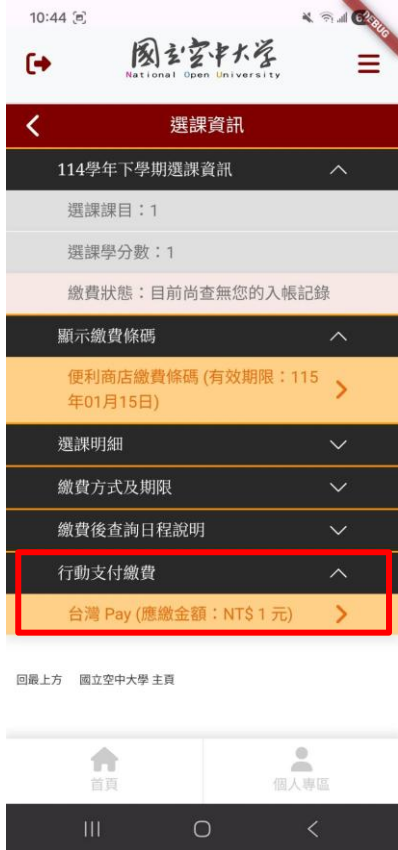 10:44
DEBUG
國立空中大學
National Open University
選課資訊
114學年下學期選課資訊
選課課目：1
選課學分數：1
繳費狀態：目前尚查無您的入帳記錄
顯示繳費條碼
便利商店繳費條碼 (有效期限：115
年01月15日)
選課明細
繳費方式及期限
繳費後查詢日程說明
行動支付繳費
台灣 Pay (應繳金額：NT$ 1 元)
回最上方 國立空中大學 主頁
首頁 個人專區